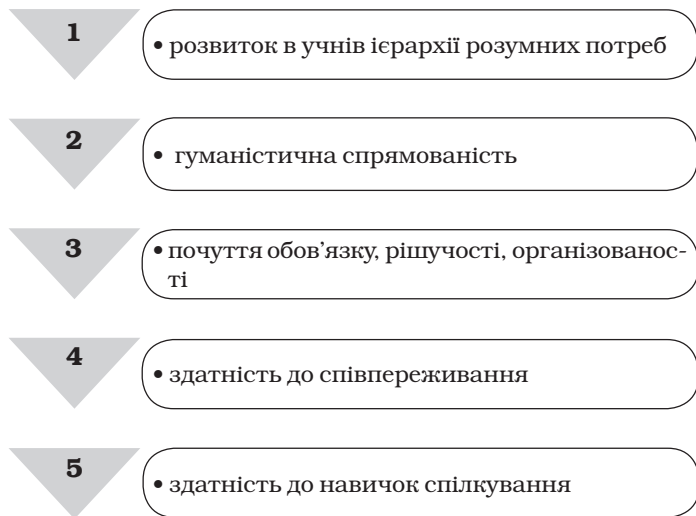 1
• розвиток в учнів ієрархії розумних потреб
2
• гуманістична спрямованість
3
• почуття обов’язку, рішучості, організованос-
ті
4
• здатність до співпереживання
5
• здатність до навичок спілкування